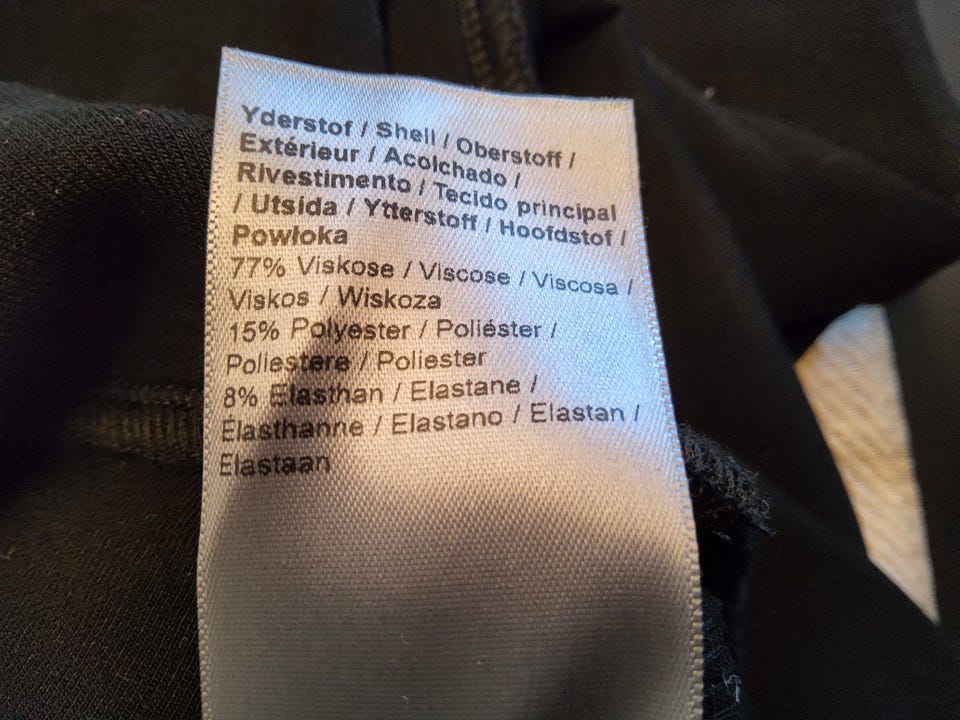 Yderstof / Shell / Oberstoff /
Extérieur / Acolchado /
Rivestimento / Tecido principal
/ Utsida / Ytterstoff / Hoofdstof /
Powłoka
77% Viskose / Viscose / Viscosa /
Viskos / Wiskoza
15% Polyester / Poliéster /
Poliestere / Poliester
8% Elasthan / Elastane /
Elasthanne / Elastano / Elastan /
Elastaan